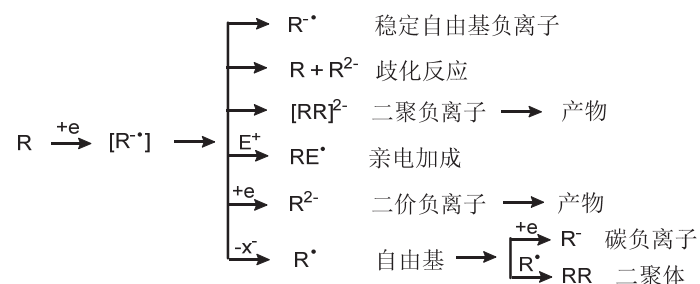 R⁻• 稳定自由基负离子
R + R²⁻ 歧化反应
[RR]²⁻ 二聚负离子 产物
R +e [R⁻•] E⁺ RE• 亲电加成
+e R²⁻ 二价负离子 产物
-x⁻ R• 自由基 +e R⁻ 碳负离子
R• RR 二聚体